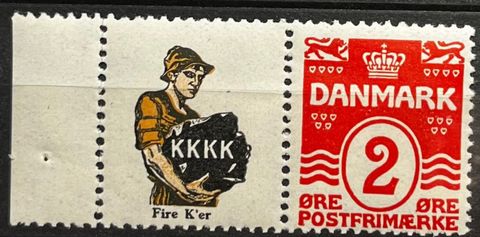 KKKK
Fire K'er
DANMARK
2
ØRE ØRE
POSTFRIMÆRKE